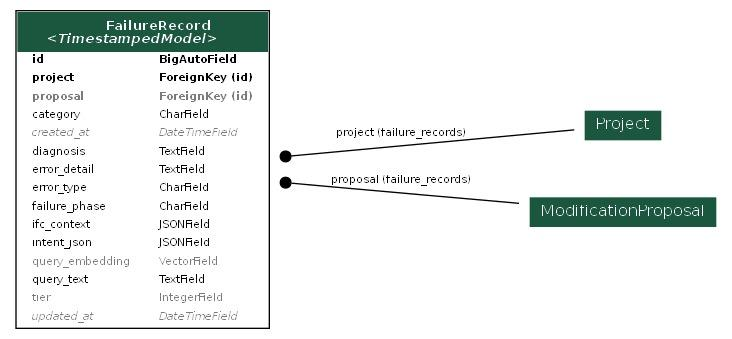 FailureRecord
<TimestampedModel>
id BigAutoField
project ForeignKey (id)
proposal ForeignKey (id)
category CharField
created_at DateTimeField
diagnosis TextField
error_detail TextField
error_type CharField
failure_phase CharField
ifc_context JSONField
intent_json JSONField
query_embedding VectorField
query_text TextField
tier IntegerField
updated_at DateTimeField
project (failure_records)
Project
proposal (failure_records)
ModificationProposal